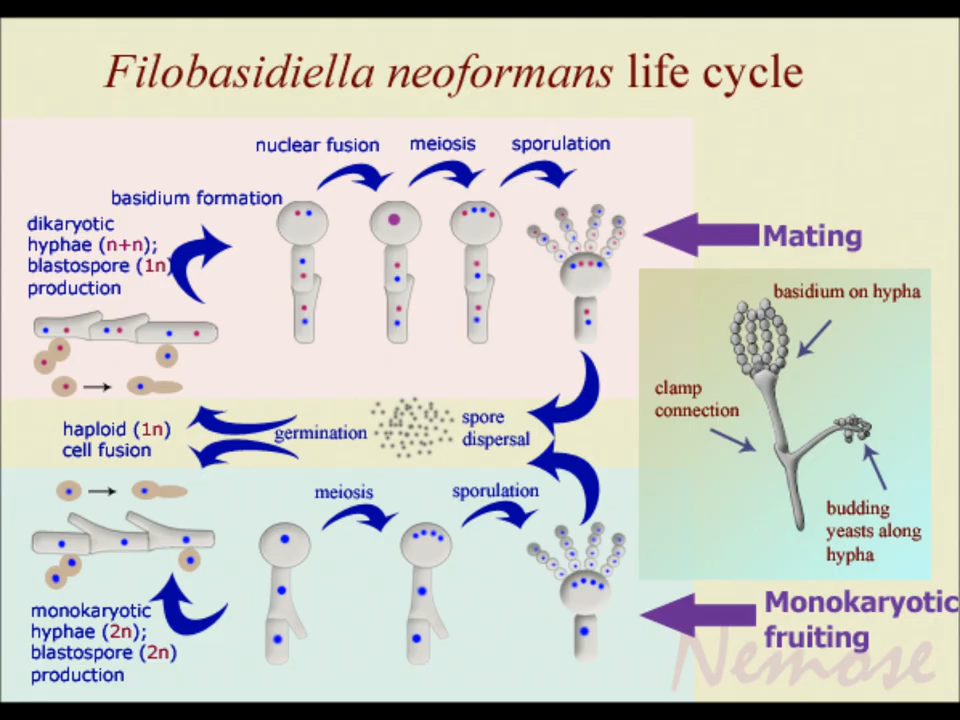 Filobasidiella neoformans life cycle
nuclear fusion
meiosis
sporulation
basidium formation
dikaryotic
hyphae (n+n);
blastospore (1n)
production
Mating
basidium on hypha
clamp
connection
budding
yeasts along
hypha
haploid (1n)
cell fusion
germination
spore
dispersal
meiosis
sporulation
monokaryotic
hyphae (2n);
blastospore (2n)
production
Monokaryotic
fruiting
Nemose